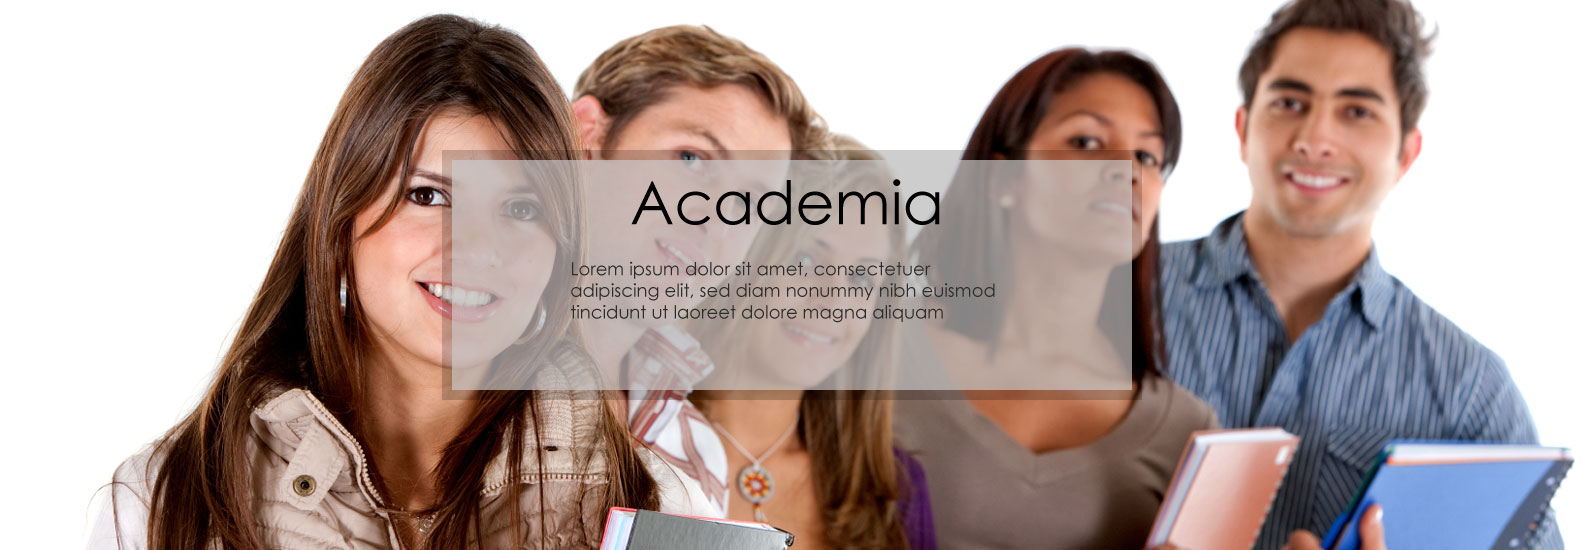 Academia
Lorem ipsum dolor sit amet, consectetuer
adipiscing elit, sed diam nonummy nibh euismod
tincidunt ut laoreet dolore magna aliquam